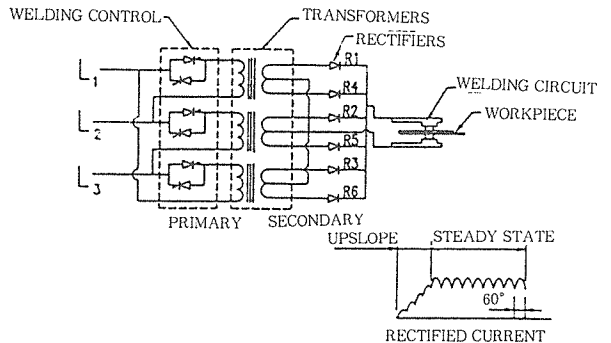 WELDING CONTROL
TRANSFORMERS
RECTIFIERS
L1
R1
R4
WELDING CIRCUIT
WORKPIECE
L2
R2
R5
L3
R3
R6
PRIMARY
SECONDARY
UPSLOPE
STEADY STATE
60°
RECTIFIED CURRENT